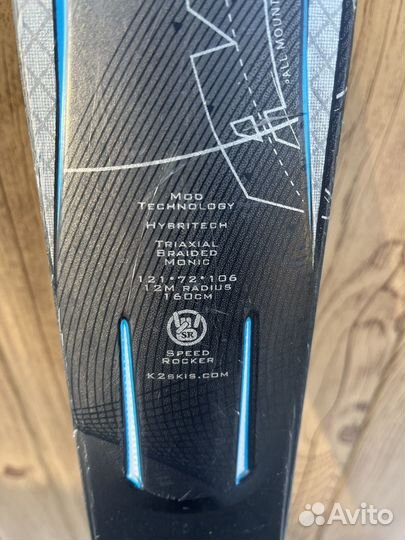 ALL MOUNTAIN
MOD
TECHNOLOGY
HYBRITECH
TRIAXIAL
BRAIDED
MONIC
121*72*106
12M RADIUS
160CM
SR
SPEED
ROCKER
K2SKIS.COM
Avito